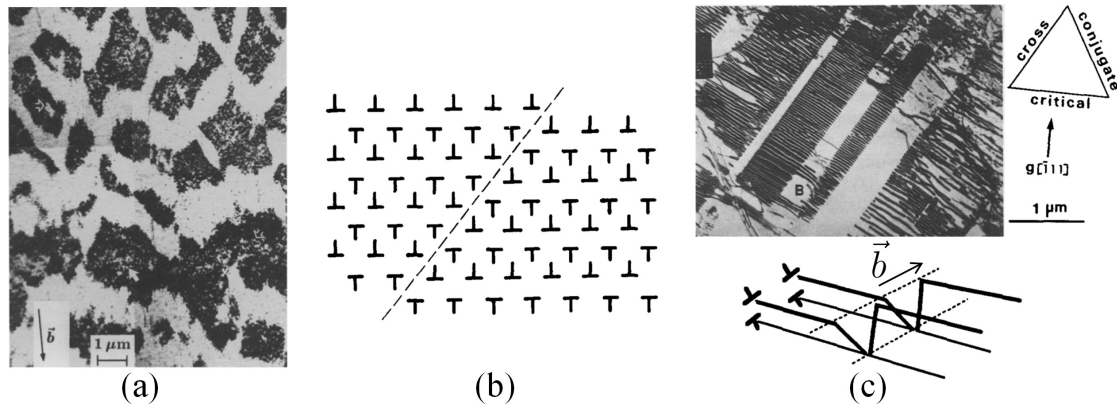 b⃗
1 μm
(a)
(b)
B
cross
conjugate
critical
g[1̄11]
1 μm
b⃗
(c)